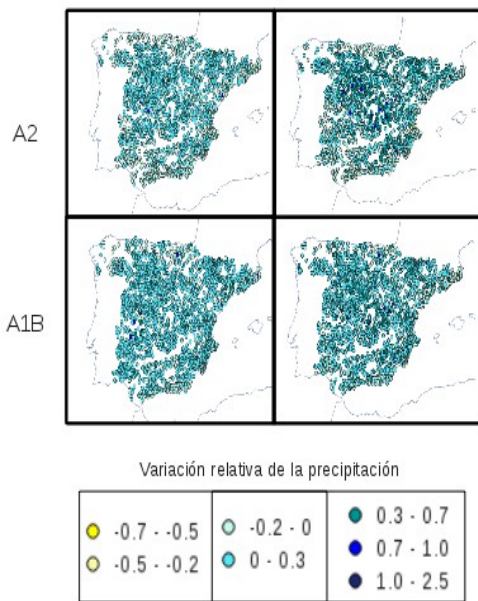 A2
A1B
Variación relativa de la precipitación
-0.7 - -0.5
-0.5 - -0.2
-0.2 - 0
0 - 0.3
0.3 - 0.7
0.7 - 1.0
1.0 - 2.5